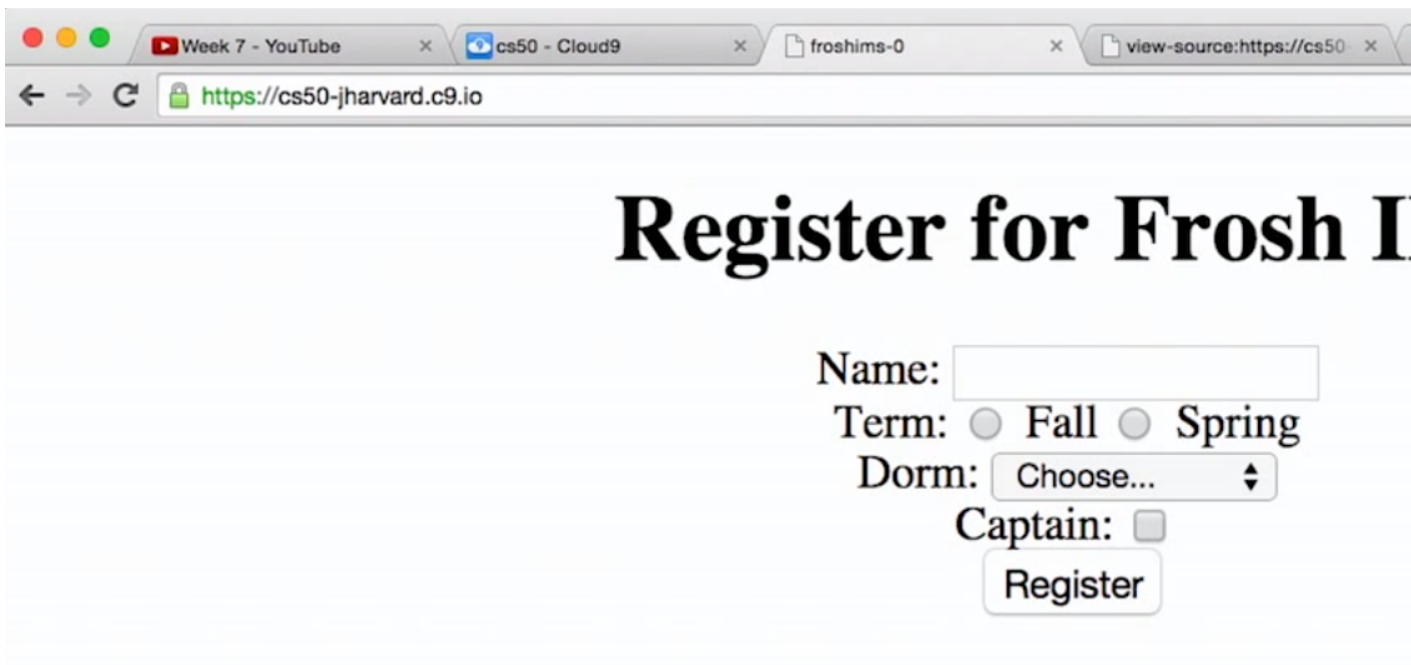 Week 7 - YouTube cs50 - Cloud9 froshims-0 view-source:https://cs50
https://cs50-jharvard.c9.io
Register for Frosh
Name:
Term: Fall Spring
Dorm: Choose...
Captain:
Register